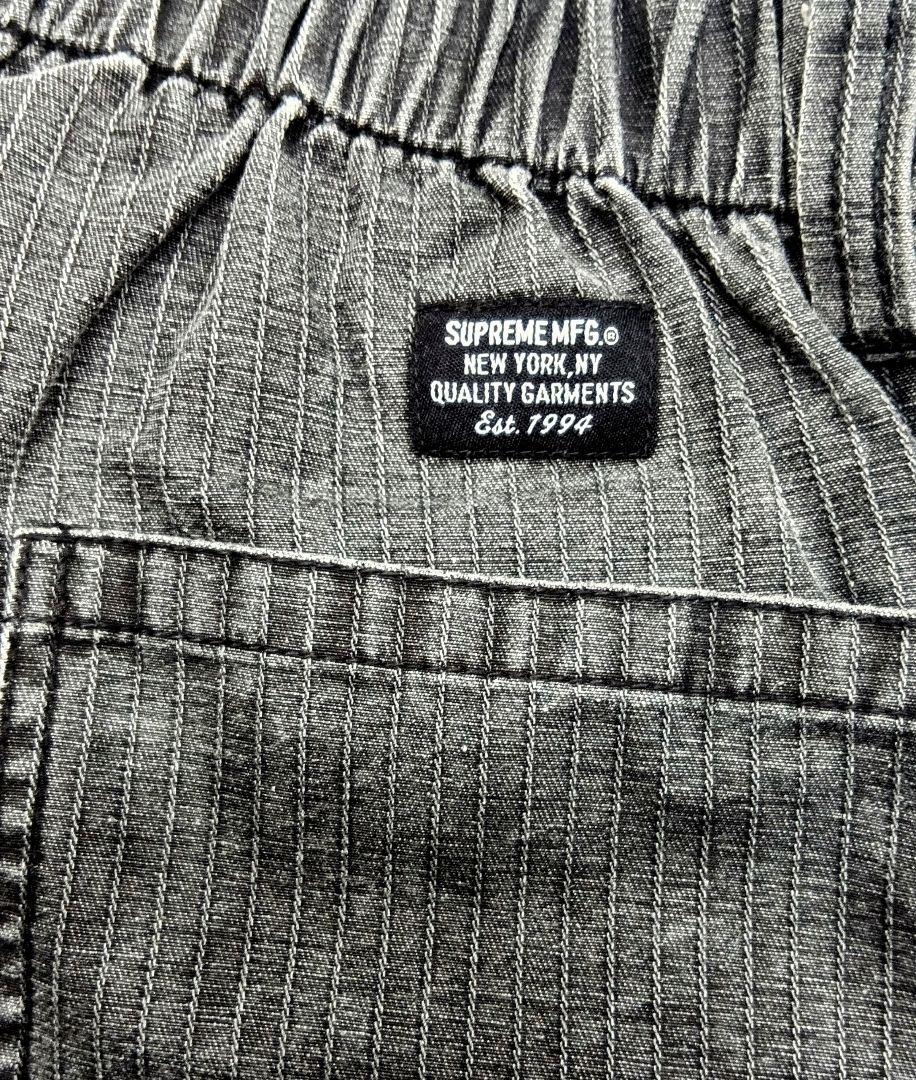 SUPREME MFG.®
NEW YORK, NY
QUALITY GARMENTS
Est. 1994